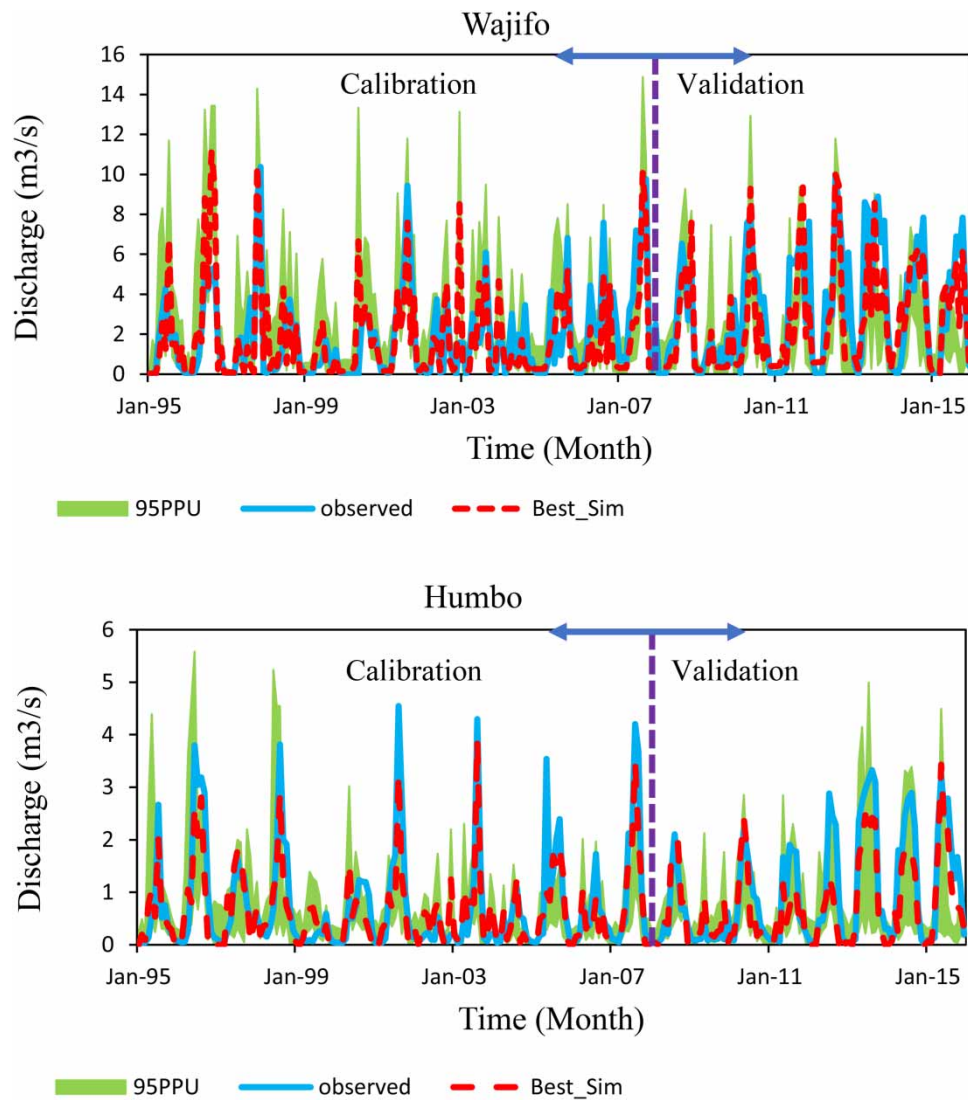 Wajifo
Calibration Validation
Discharge (m3/s)
16
14
12
10
8
6
4
2
0
Jan-95 Jan-99 Jan-03 Jan-07 Jan-11 Jan-15
Time (Month)
95PPU observed Best_Sim
Humbo
Calibration Validation
Discharge (m3/s)
6
5
4
3
2
1
0
Jan-95 Jan-99 Jan-03 Jan-07 Jan-11 Jan-15
Time (Month)
95PPU observed Best_Sim